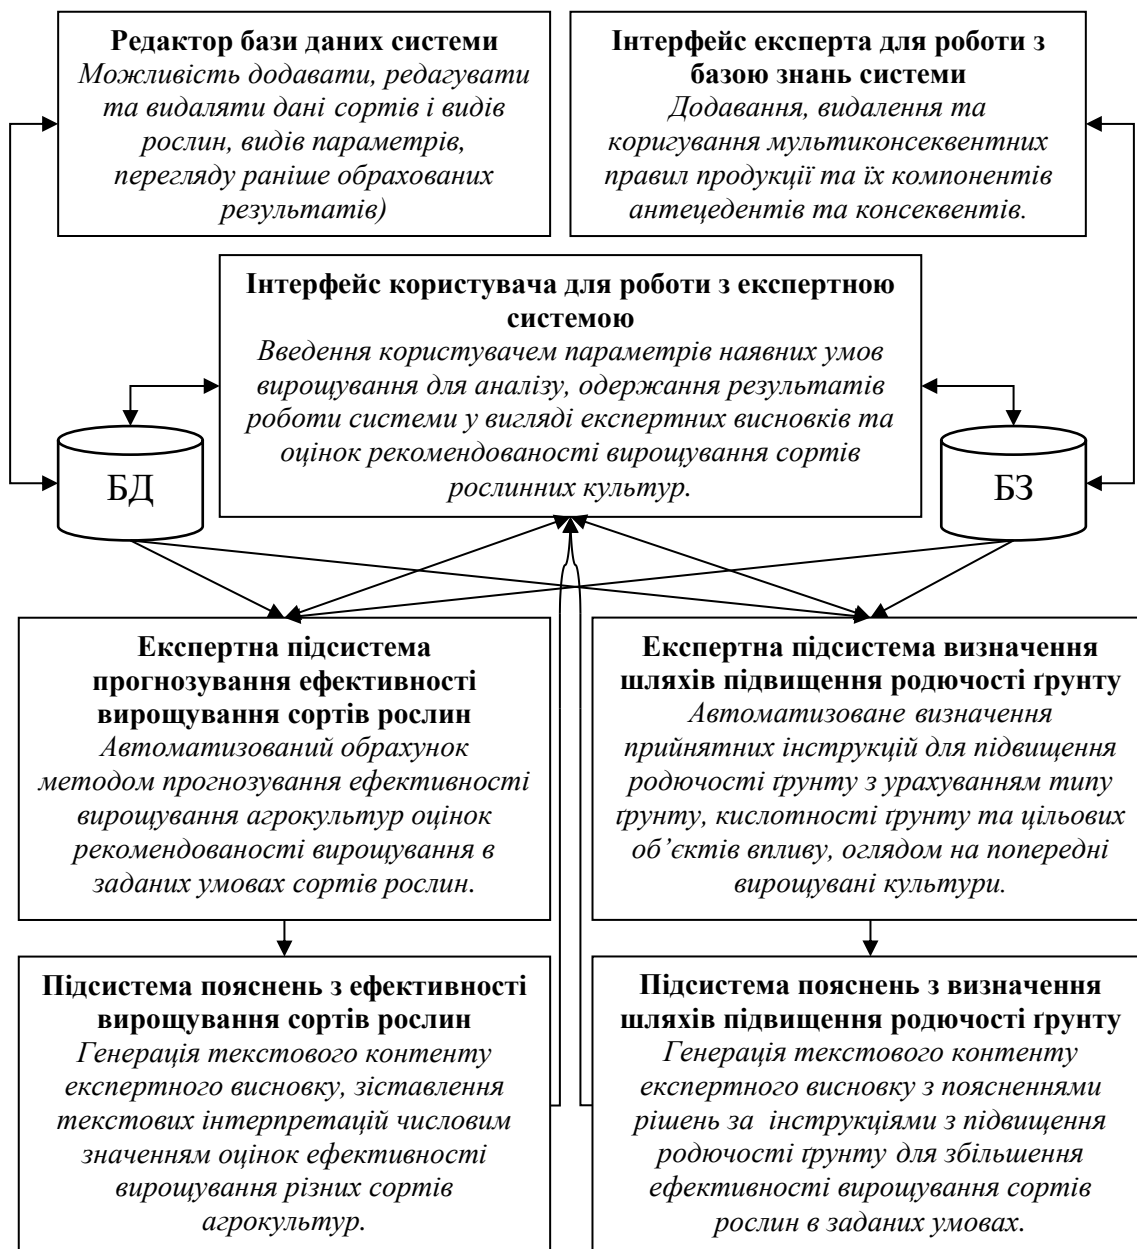 Редактор бази даних системи
Можливість додавати, редагувати
та видаляти дані сортів і видів
рослин, видів параметрів,
перегляду раніше обрахованих
результатів)
Інтерфейс експерта для роботи з
базою знань системи
Додавання, видалення та
коригування мультиконсеквентних
правил продукції та їх компонентів
антецедентів та консеквентів.
Інтерфейс користувача для роботи з експертною
системою
Введення користувачем параметрів наявних умов
вирощування для аналізу, одержання результатів
роботи системи у вигляді експертних висновків та
оцінок рекомендованості вирощування сортів
рослинних культур.
БД
БЗ
Експертна підсистема
прогнозування ефективності
вирощування сортів рослин
Автоматизований обрахунок
методом прогнозування ефективності
вирощування агрокультур оцінок
рекомендованості вирощування в
заданих умовах сортів рослин.
Експертна підсистема визначення
шляхів підвищення родючості ґрунту
Автоматизоване визначення
прийнятних інструкцій для підвищення
родючості ґрунту з урахуванням типу
ґрунту, кислотності ґрунту та цільових
об’єктів впливу, оглядом на попередні
вирощувані культури.
Підсистема пояснень з ефективності
вирощування сортів рослин
Генерація текстового контенту
експертного висновку, зіставлення
текстових інтерпретацій числовим
значенням оцінок ефективності
вирощування різних сортів
агрокультур.
Підсистема пояснень з визначення
шляхів підвищення родючості ґрунту
Генерація текстового контенту
експертного висновку з поясненнями
рішень за інструкціями з підвищення
родючості ґрунту для збільшення
ефективності вирощування сортів
рослин в заданих умовах.